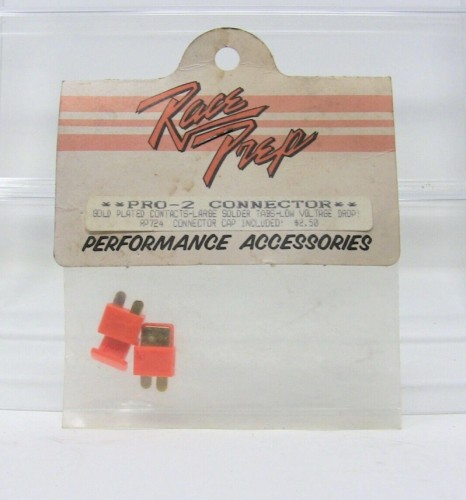 Race
Prep
**PRO-2 CONNECTOR**
GOLD PLATED CONTACTS-LARGE SOLDER TABS-LOW VOLTAGE DROP!
RP724 CONNECTOR CAP INCLUDED! $2.50
PERFORMANCE ACCESSORIES